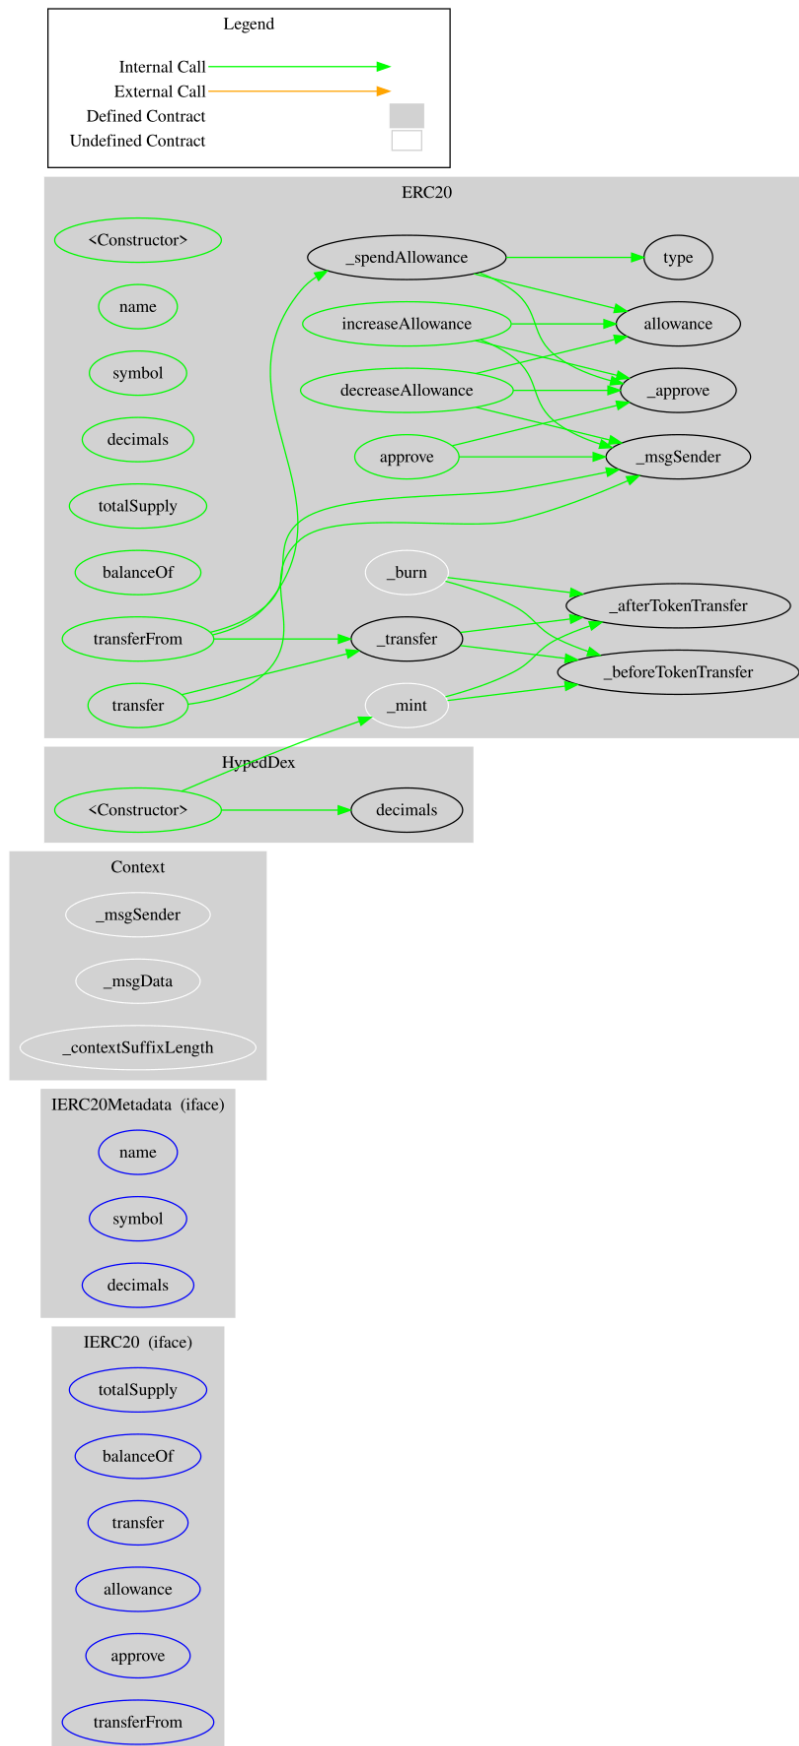 Legend
Internal Call
External Call
Defined Contract
Undefined Contract
ERC20
<Constructor>
name
symbol
decimals
totalSupply
balanceOf
transferFrom
transfer
_spendAllowance
increaseAllowance
decreaseAllowance
approve
_burn
_transfer
_mint
type
allowance
_approve
_msgSender
_afterTokenTransfer
_beforeTokenTransfer
HypedDex
<Constructor>
decimals
Context
_msgSender
_msgData
_contextSuffixLength
IERC20Metadata (iface)
name
symbol
decimals
IERC20 (iface)
totalSupply
balanceOf
transfer
allowance
approve
transferFrom